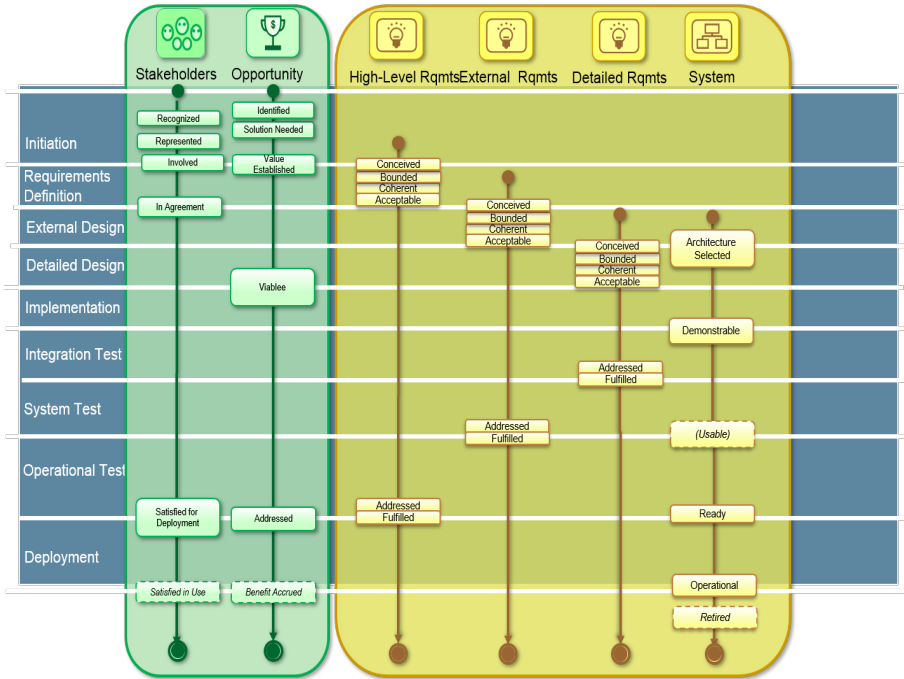 $
Stakeholders
Opportunity
High-Level Rqmts
External Rqmts
Detailed Rqmts
System
Initiation
Requirements
Definition
External Design
Detailed Design
Implementation
Integration Test
System Test
Operational Test
Deployment
Recognized
Represented
Involved
In Agreement
Satisfied for
Deployment
Satisfied in Use
Identified
Solution Needed
Value
Established
Viablee
Addressed
Benefit Accrued
Conceived
Bounded
Coherent
Acceptable
Addressed
Fulfilled
Conceived
Bounded
Coherent
Acceptable
Addressed
Fulfilled
Conceived
Bounded
Coherent
Acceptable
Addressed
Fulfilled
Architecture
Selected
Demonstrable
(Usable)
Ready
Operational
Retired